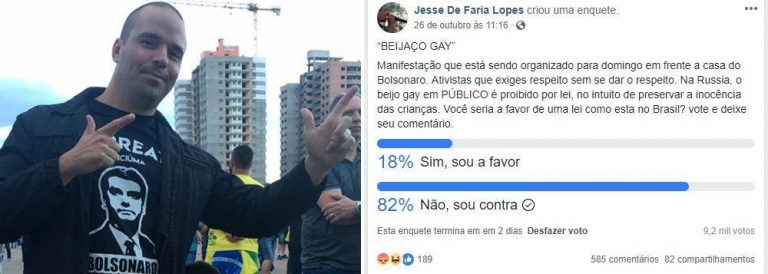 OREA
CICIÚMA
BOLSONARO
Jesse De Faria Lopes criou uma enquete.
26 de outubro às 11:16
"BEIJAÇO GAY"
Manifestação que está sendo organizado para domingo em frente a casa do
Bolsonaro. Ativistas que exiges respeito sem se dar o respeito. Na Russia, o
beijo gay em PÚBLICO é proibido por lei, no intuito de preservar a inocência
das crianças. Você seria a favor de uma lei como esta no Brasil? vote e deixe
seu comentário.
18% Sim, sou a favor
82% Não, sou contra
Esta enquete termina em em 2 dias Desfazer voto 9,2 mil votos
189 585 comentários 82 compartilhamentos